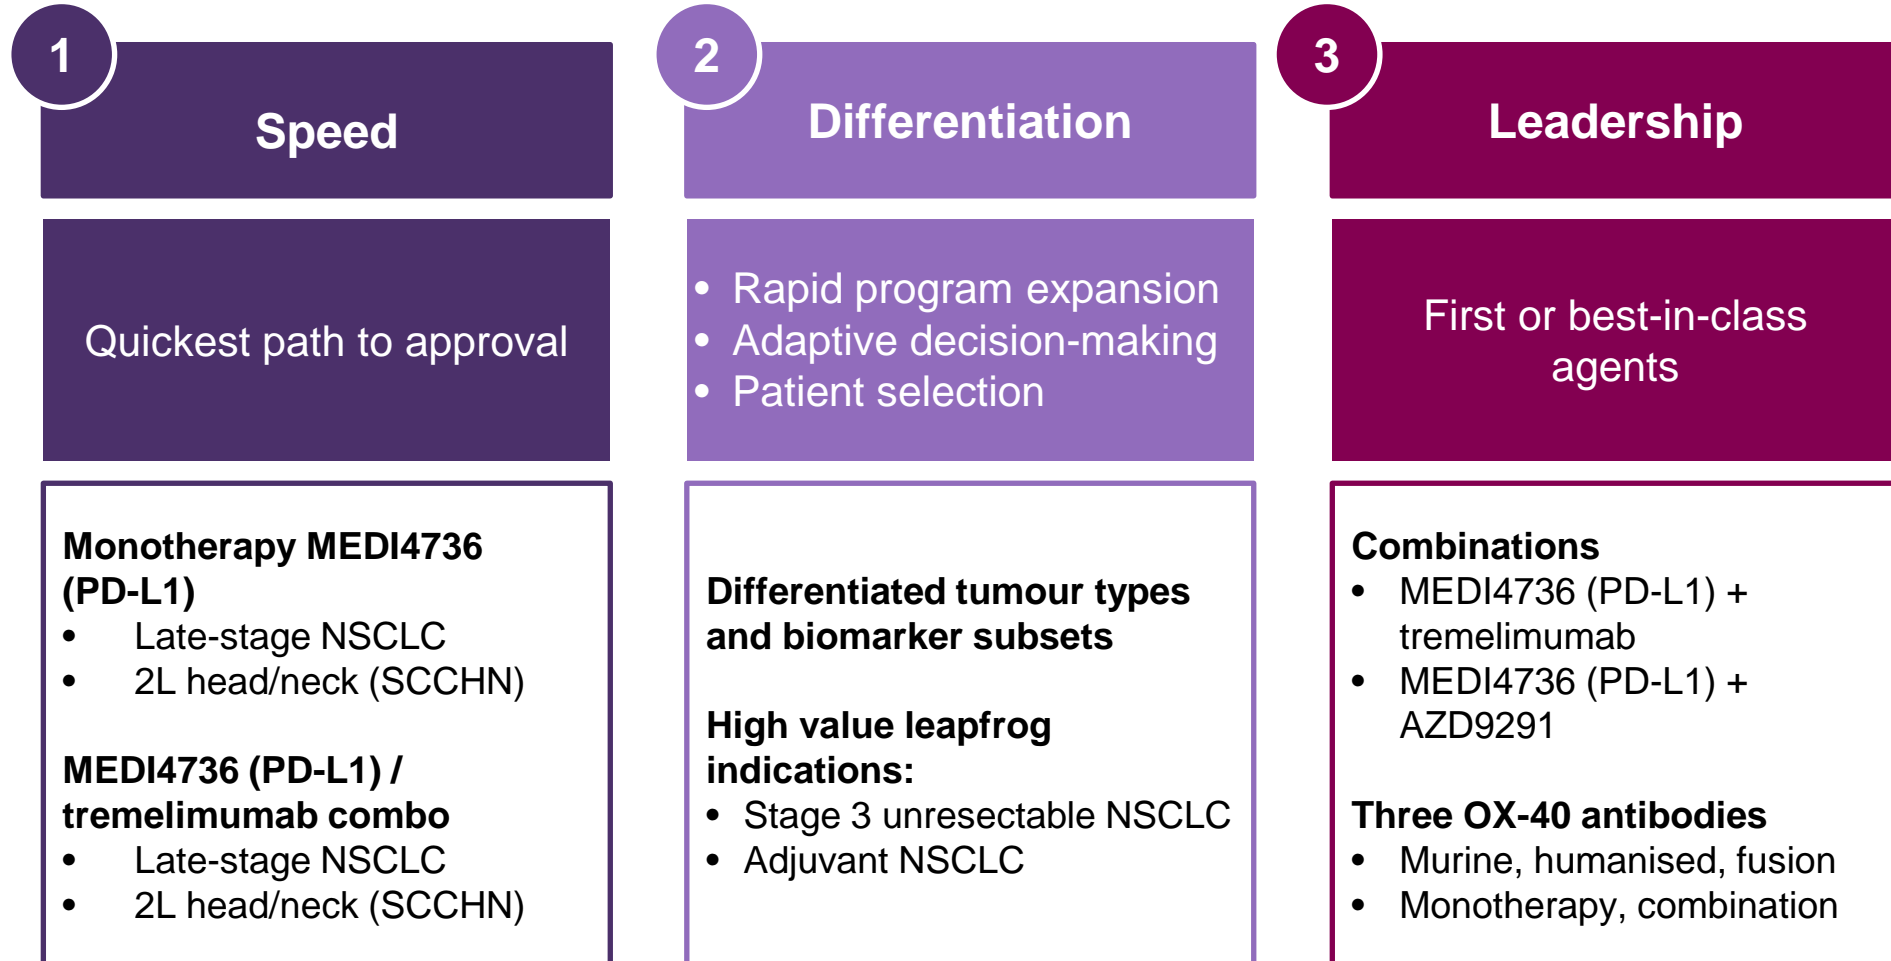 1
Speed
Quickest path to approval
Monotherapy MEDI4736
(PD-L1)
• Late-stage NSCLC
• 2L head/neck (SCCHN)
MEDI4736 (PD-L1) /
tremelimumab combo
• Late-stage NSCLC
• 2L head/neck (SCCHN)
2
Differentiation
• Rapid program expansion
• Adaptive decision-making
• Patient selection
Differentiated tumour types
and biomarker subsets
High value leapfrog
indications:
• Stage 3 unresectable NSCLC
• Adjuvant NSCLC
3
Leadership
First or best-in-class
agents
Combinations
• MEDI4736 (PD-L1) +
tremelimumab
• MEDI4736 (PD-L1) +
AZD9291
Three OX-40 antibodies
• Murine, humanised, fusion
• Monotherapy, combination